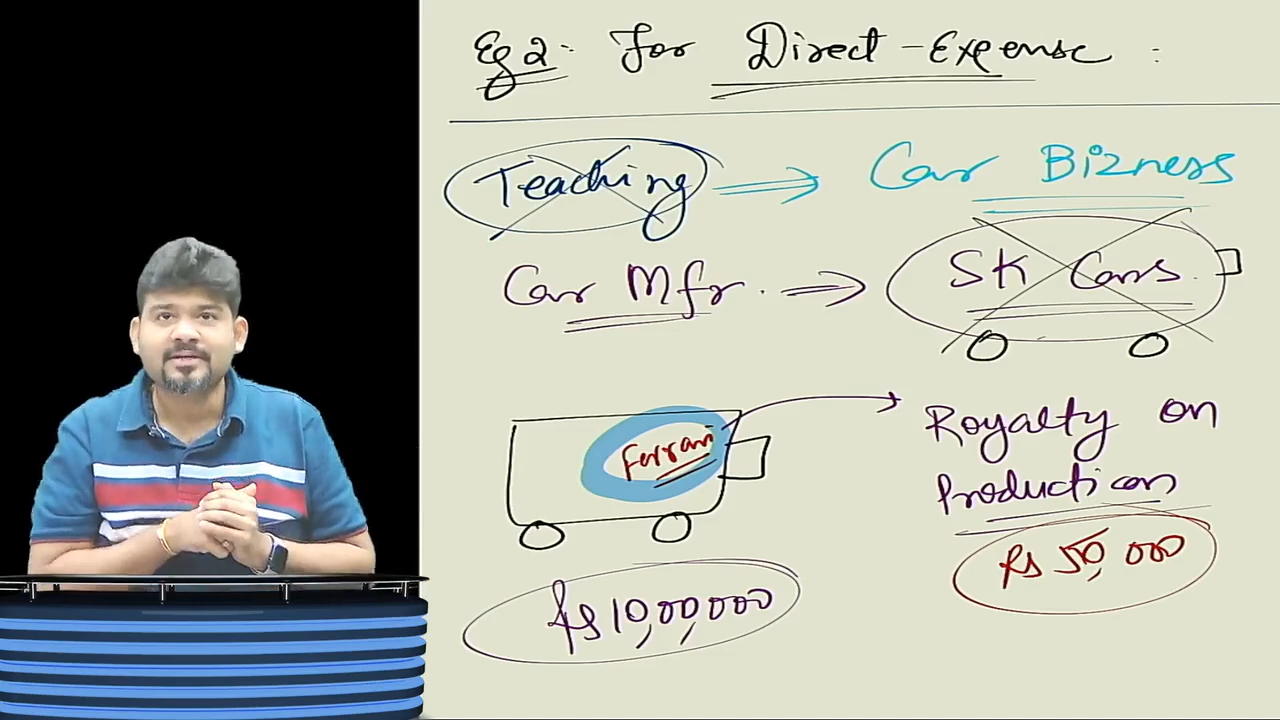 Eg 2: For Direct-Expense :
Teaching ⇒ Car Bizness
Car Mfr. ⇒ SK Cars.
Ferrari
Royalty on
Production
Rs 50,000
Rs 10,00,000